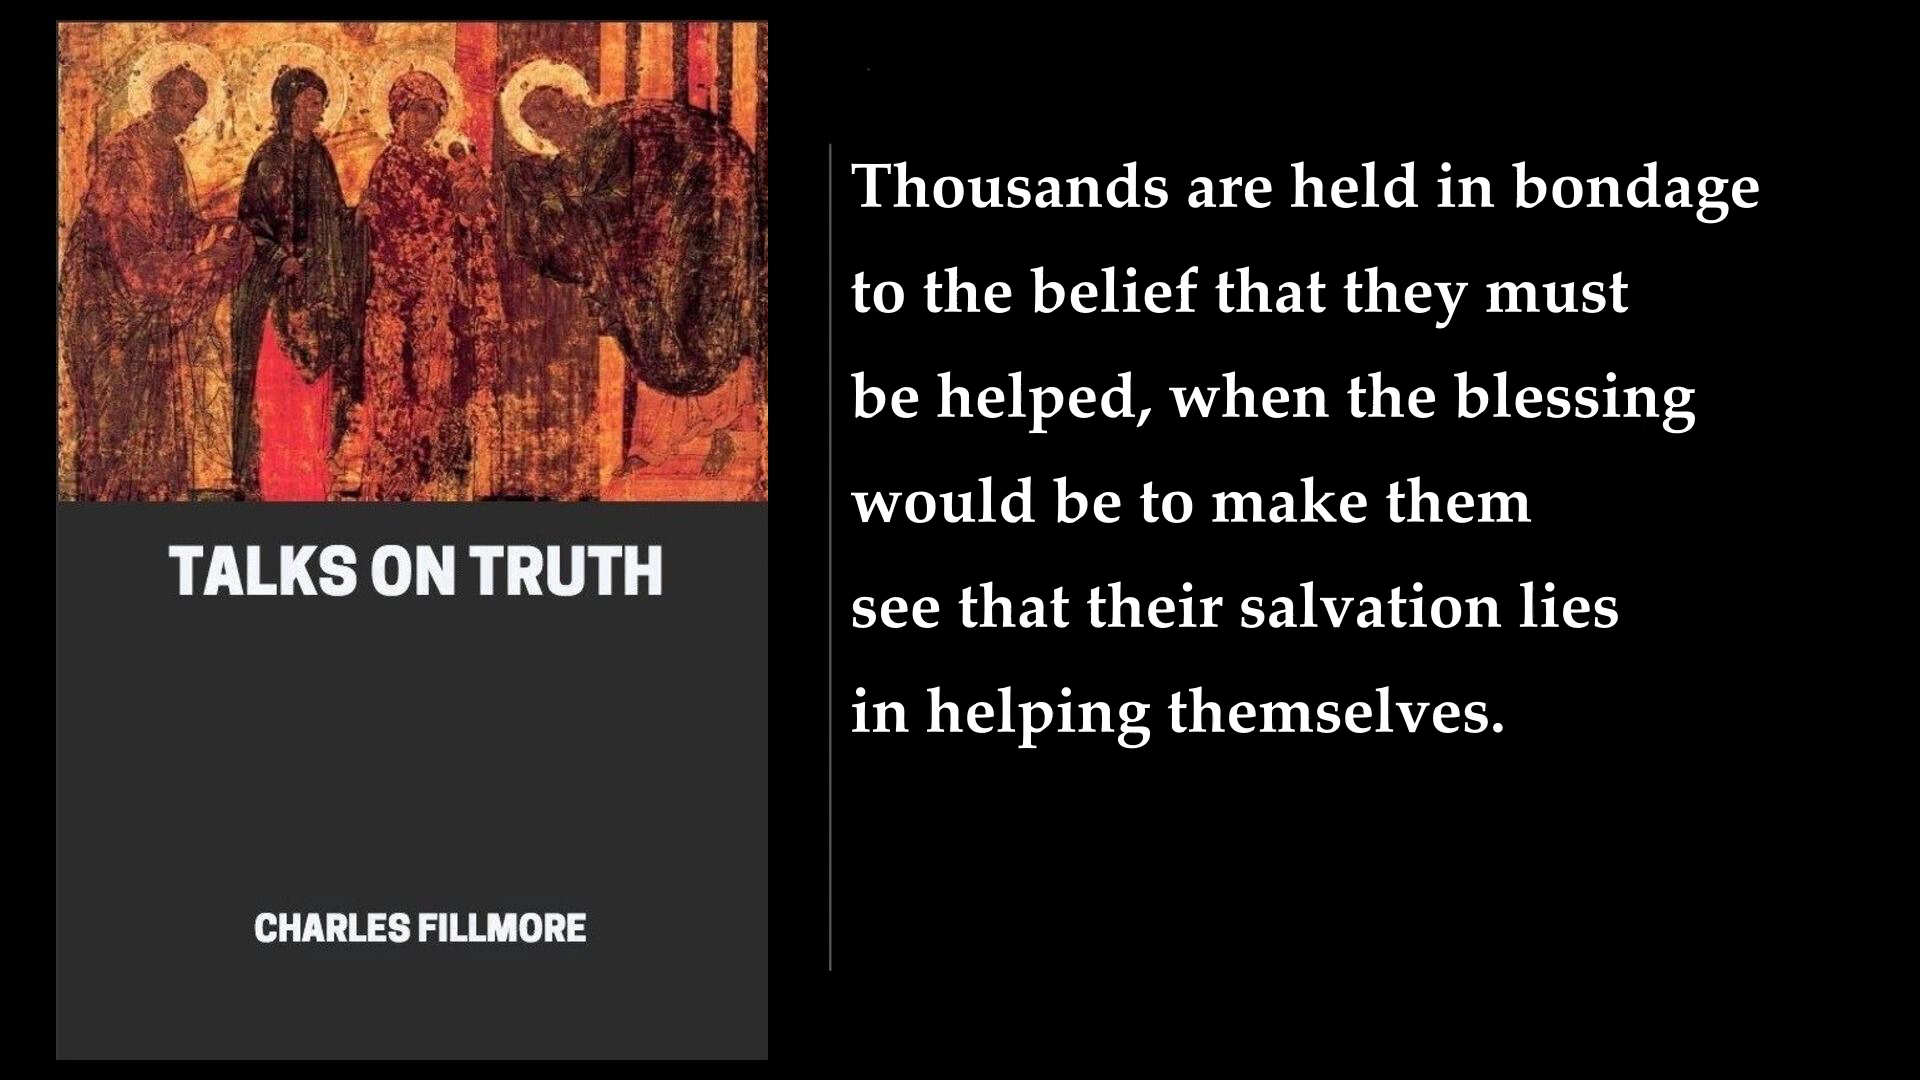 TALKS ON TRUTH
CHARLES FILLMORE
Thousands are held in bondage
to the belief that they must
be helped, when the blessing
would be to make them
see that their salvation lies
in helping themselves.